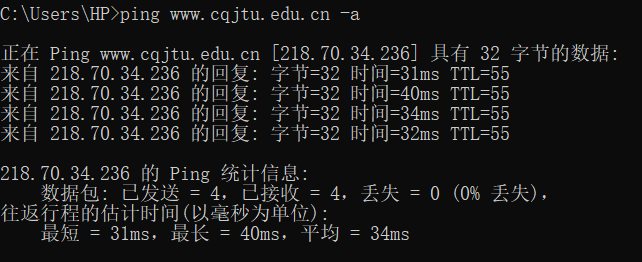 C:\Users\HP>ping www.cqjtu.edu.cn -a
正在 Ping www.cqjtu.edu.cn [218.70.34.236] 具有 32 字节的数据:
来自 218.70.34.236 的回复: 字节=32 时间=31ms TTL=55
来自 218.70.34.236 的回复: 字节=32 时间=40ms TTL=55
来自 218.70.34.236 的回复: 字节=32 时间=34ms TTL=55
来自 218.70.34.236 的回复: 字节=32 时间=32ms TTL=55
218.70.34.236 的 Ping 统计信息:
数据包: 已发送 = 4，已接收 = 4，丢失 = 0 (0% 丢失)，
往返行程的估计时间(以毫秒为单位):
最短 = 31ms，最长 = 40ms，平均 = 34ms